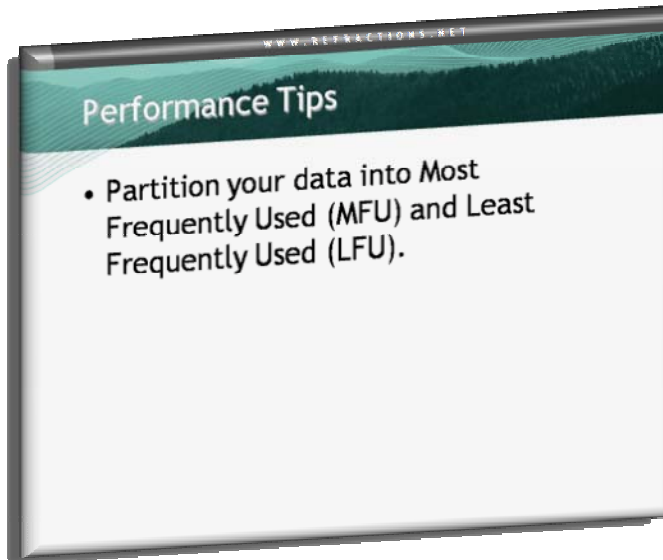 WWW.REFRACTIONS.NET
Performance Tips
• Partition your data into Most
Frequently Used (MFU) and Least
Frequently Used (LFU).